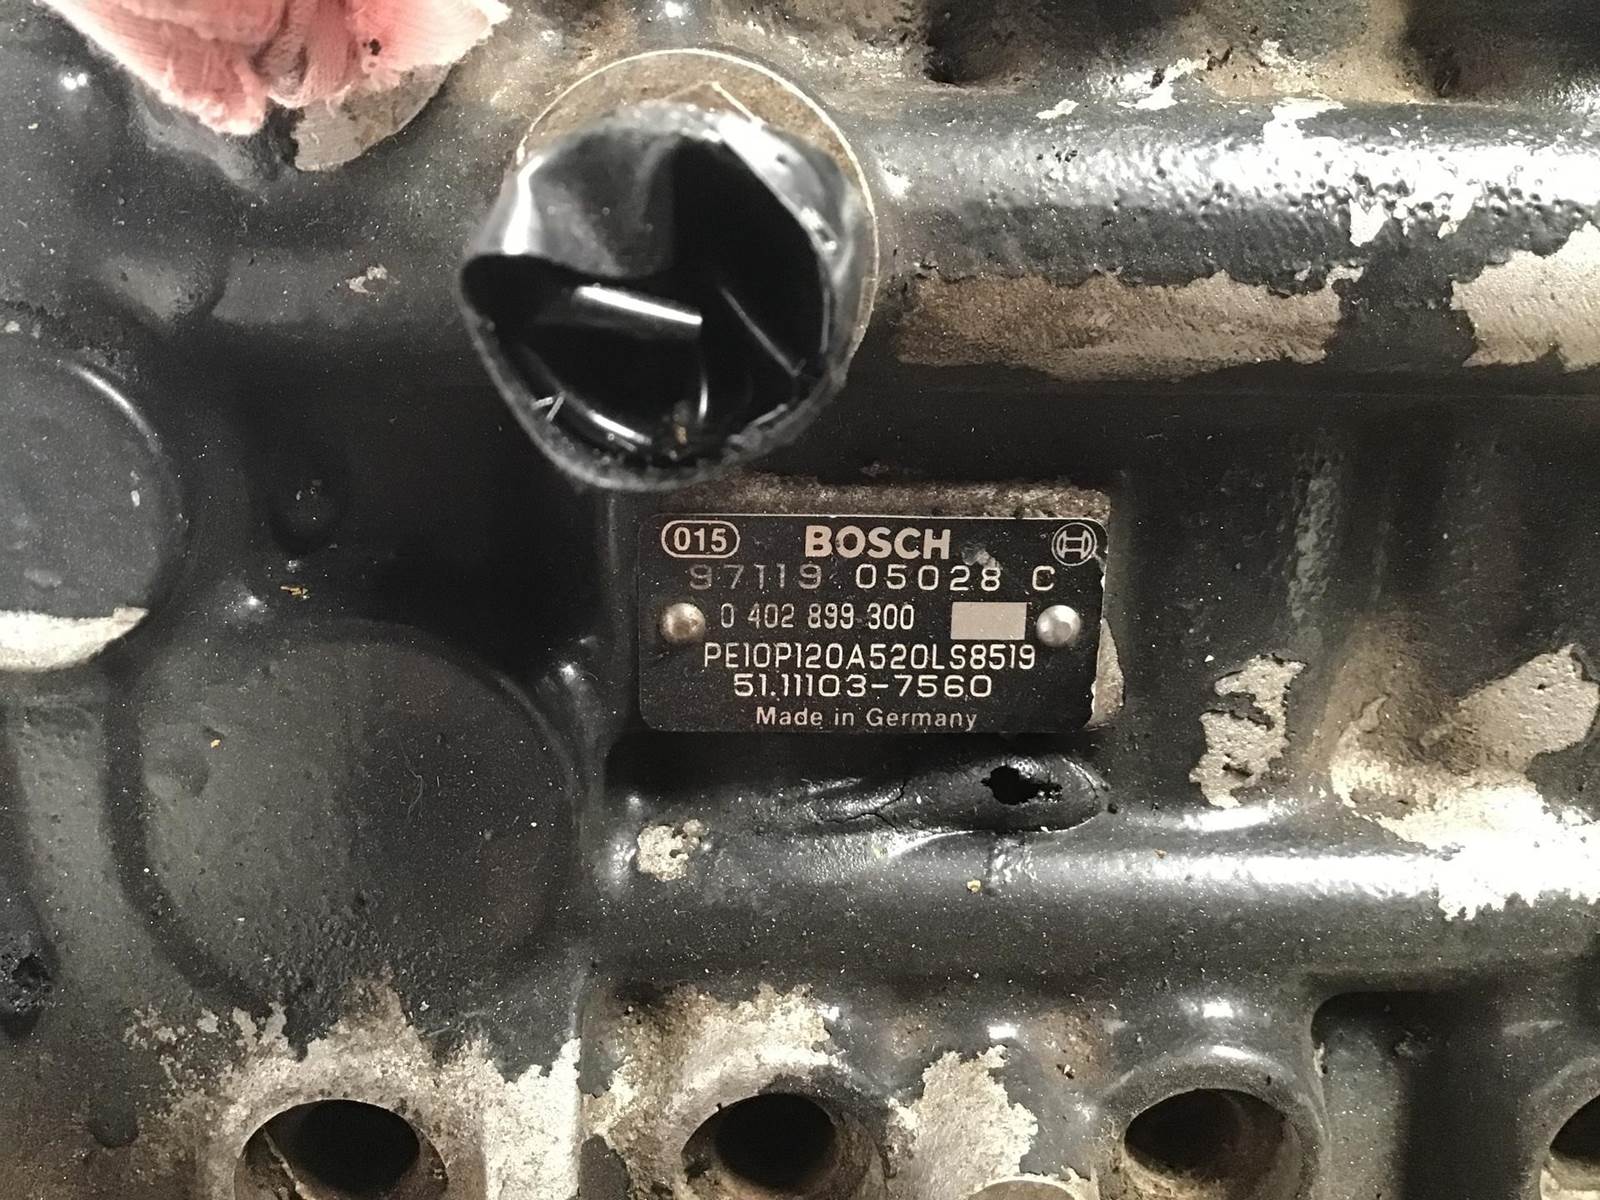 015 BOSCH
97119 05028 C
0 402 899 300
PE10P120A520LS8519
51.11103-7560
Made in Germany